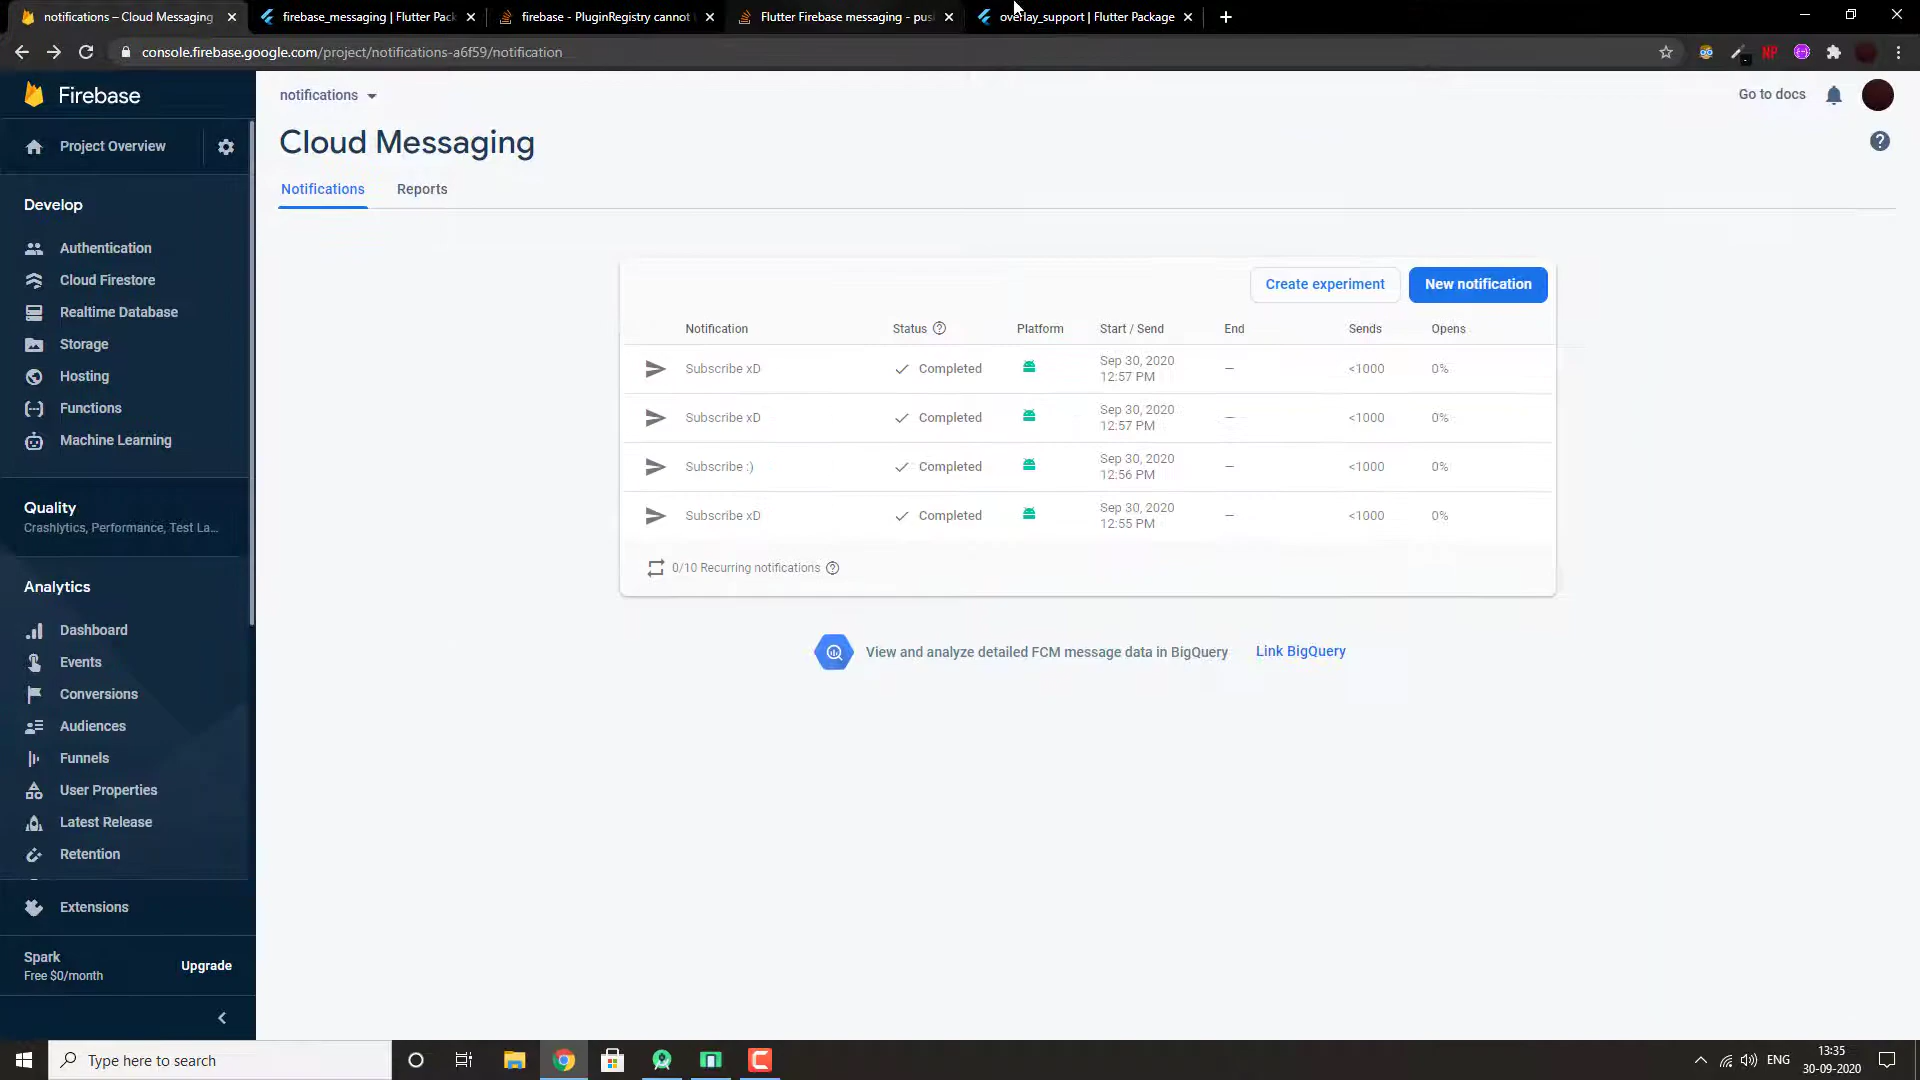 notifications – Cloud Messaging
firebase_messaging | Flutter Pack
firebase - PluginRegistry cannot
Flutter Firebase messaging - pus
overlay_support | Flutter Package
console.firebase.google.com/project/notifications-a6f59/notification
Firebase
notifications
Go to docs
Project Overview
Cloud Messaging
Notifications
Reports
Develop
Authentication
Cloud Firestore
Realtime Database
Storage
Hosting
Functions
Machine Learning
Quality
Crashlytics, Performance, Test La...
Analytics
Dashboard
Events
Conversions
Audiences
Funnels
User Properties
Latest Release
Retention
Extensions
Spark
Free $0/month
Upgrade
Create experiment
New notification
Notification Status Platform Start / Send End Sends Opens
Subscribe xD Completed Sep 30, 2020 – <1000 0%
12:57 PM
Subscribe xD Completed Sep 30, 2020 – <1000 0%
12:57 PM
Subscribe :) Completed Sep 30, 2020 – <1000 0%
12:56 PM
Subscribe xD Completed Sep 30, 2020 – <1000 0%
12:55 PM
0/10 Recurring notifications
View and analyze detailed FCM message data in BigQuery
Link BigQuery
Type here to search
ENG
13:35
30-09-2020